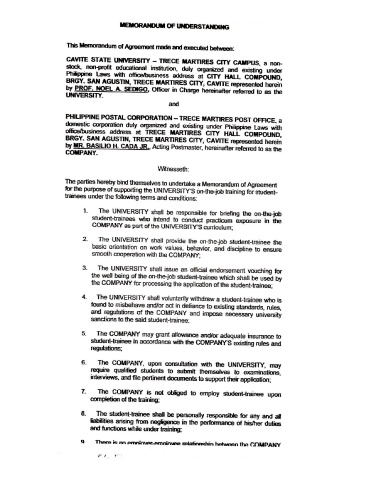 MEMORANDUM OF UNDERSTANDING
This Memorandum of Agreement made and executed between:
CAVITE STATE UNIVERSITY – TRECE MARTIRES CITY CAMPUS, a non-
stock, non-profit educational institution, duly organized and existing under
Philippine Laws with office/business address at CITY HALL COMPOUND,
BRGY. SAN AGUSTIN, TRECE MARTIRES CITY, CAVITE represented herein
by PROF. NOEL A. SEDIGO, Officer in Charge hereinafter referred to as the
UNIVERSITY.
and
PHILIPPINE POSTAL CORPORATION – TRECE MARTIRES POST OFFICE, a
domestic corporation duly organized and existing under Philippine Laws with
office/business address at TRECE MARTIRES CITY HALL COMPOUND,
BRGY. SAN AGUSTIN, TRECE MARTIRES CITY, CAVITE represented herein
by MR. BASILIO H. CADA JR., Acting Postmaster, hereinafter referred to as the
COMPANY.
Witnesseth:
The parties hereby bind themselves to undertake a Memorandum of Agreement
for the purpose of supporting the UNIVERSITY'S on-the-job training for student-
trainees under the following terms and conditions:
1. The UNIVERSITY shall be responsible for briefing the on-the-job
student-trainees who intend to conduct practicum exposure in the
COMPANY as part of the UNIVERSITY'S curriculum;
2. The UNIVERSITY shall provide the on-the-job student-trainee the
basic orientation on work values, behavior, and discipline to ensure
smooth cooperation with the COMPANY;
3. The UNIVERSITY shall issue an official endorsement vouching for
the well being of the on-the-job student-trainee which shall be used by
the COMPANY for processing the application of the student-trainee;
4. The UNIVERSITY shall voluntarily withdraw a student-trainee who is
found to misbehave and/or act in defiance to existing standards, rules,
and regulations of the COMPANY and impose necessary university
sanctions to the said student-trainee;
5. The COMPANY may grant allowance and/or adequate insurance to
student-trainee in accordance with the COMPANY'S existing rules and
regulations;
6. The COMPANY, upon consultation with the UNIVERSITY, may
require qualified students to submit themselves to examinations,
interviews, and file pertinent documents to support their application;
7. The COMPANY is not obliged to employ student-trainee upon
completion of the training;
8. The student-trainee shall be personally responsible for any and all
liabilities arising from negligence in the performance of his/her duties
and functions while under training;
9. There is no employer-employee relationship between the COMPANY